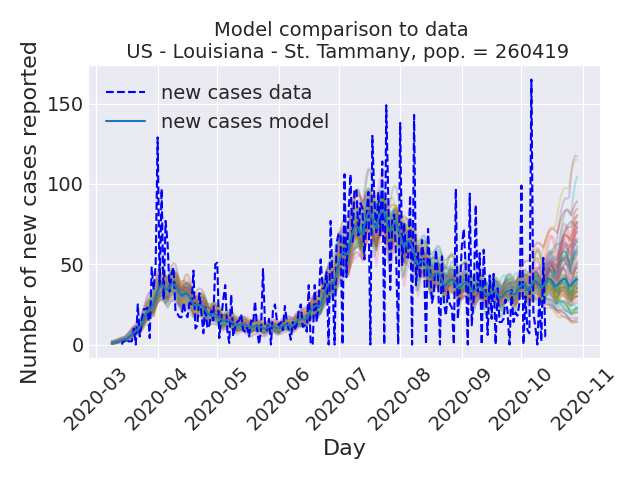 Model comparison to data
US - Louisiana - St. Tammany, pop. = 260419
Number of new cases reported
150
100
50
0
new cases data
new cases model
2020-03
2020-04
2020-05
2020-06
2020-07
2020-08
2020-09
2020-10
2020-11
Day